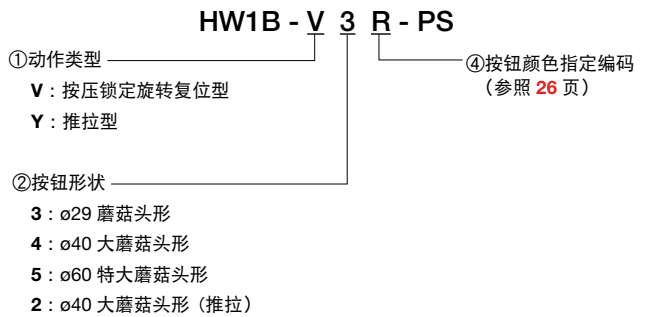 HW1B - V 3 R - PS
①动作类型
V：按压锁定旋转复位型
Y：推拉型
④按钮颜色指定编码
（参照 26 页）
②按钮形状
3：ø29 蘑菇头形
4：ø40 大蘑菇头形
5：ø60 特大蘑菇头形
2：ø40 大蘑菇头形（推拉）